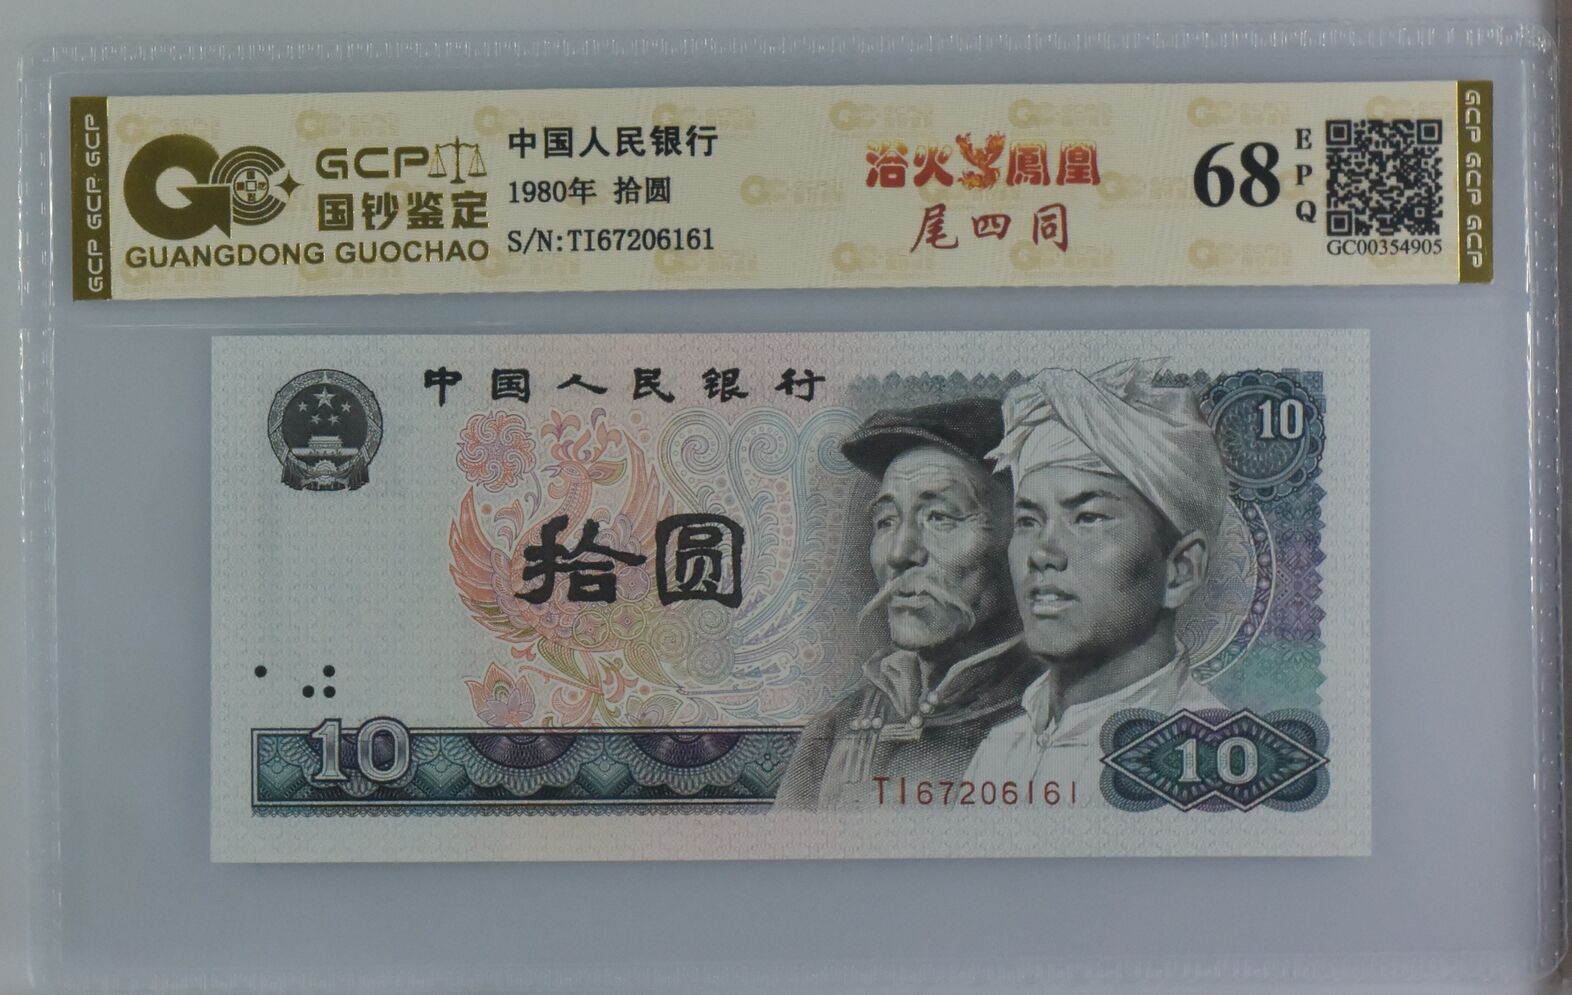 GCP GCP GCP
GCP
国钞鉴定
GUANGDONG GUOCHAO
中国人民银行
1980年 拾圆
S/N:TI67206161
浴火鳳凰
尾四同
68
EPQ
GC00354905
GCP GCP GCP
中国人民银行
10
拾圆
10
TI67206161
10